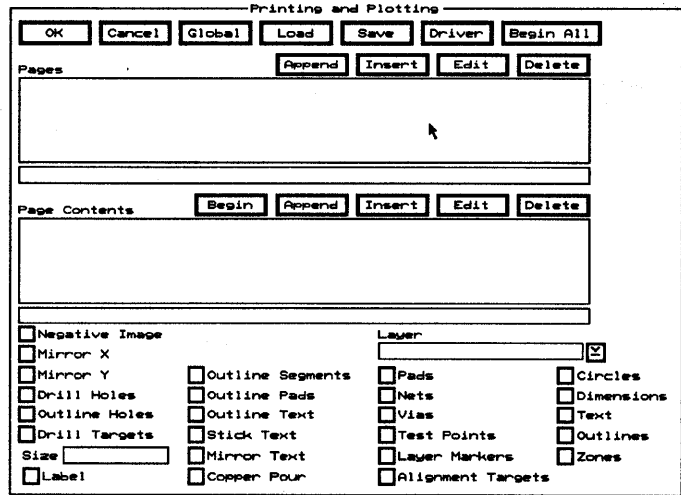 Printing and Plotting
OK Cancel Global Load Save Driver Begin All
Pages Append Insert Edit Delete
Page Contents Begin Append Insert Edit Delete
Negative Image Layer
Mirror X
Mirror Y Outline Segments Pads Circles
Drill Holes Outline Pads Nets Dimensions
Outline Holes Outline Text Vias Text
Drill Targets Stick Text Test Points Outlines
Size Mirror Text Layer Markers Zones
Label Copper Pour Alignment Targets